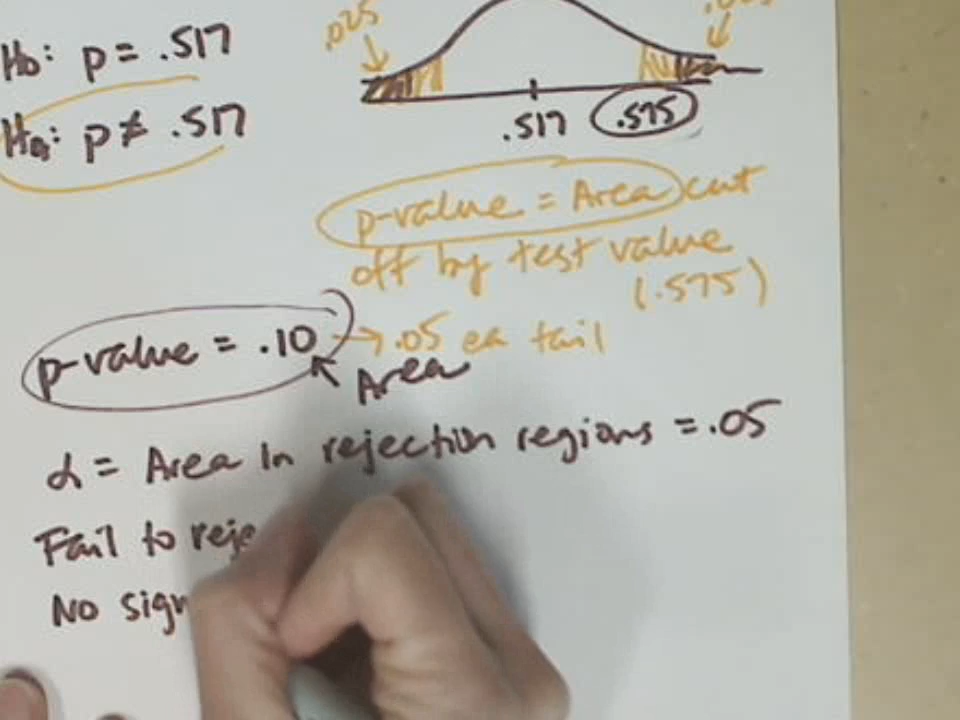 H₀: p = .517
Hₐ: p ≠ .517
.025
.517 .575
p-value = Area cut
off by test value
(.575)
p-value = .10 → .05 ea tail
Area
α = Area in rejection regions = .05
Fail to reje
No sign